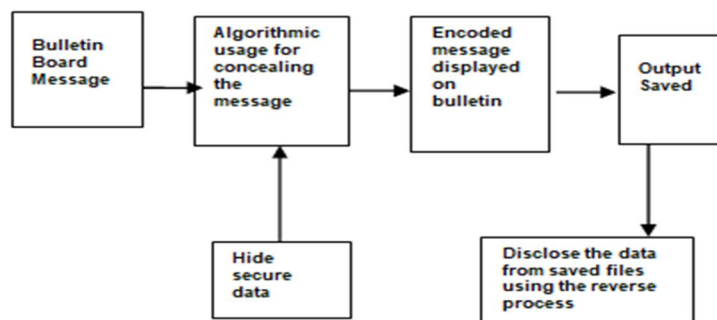 Bulletin
Board
Message
Algorithmic
usage for
concealing
the
message
Encoded
message
displayed
on
bulletin
Output
Saved
Hide
secure
data
Disclose the data
from saved files
using the reverse
process